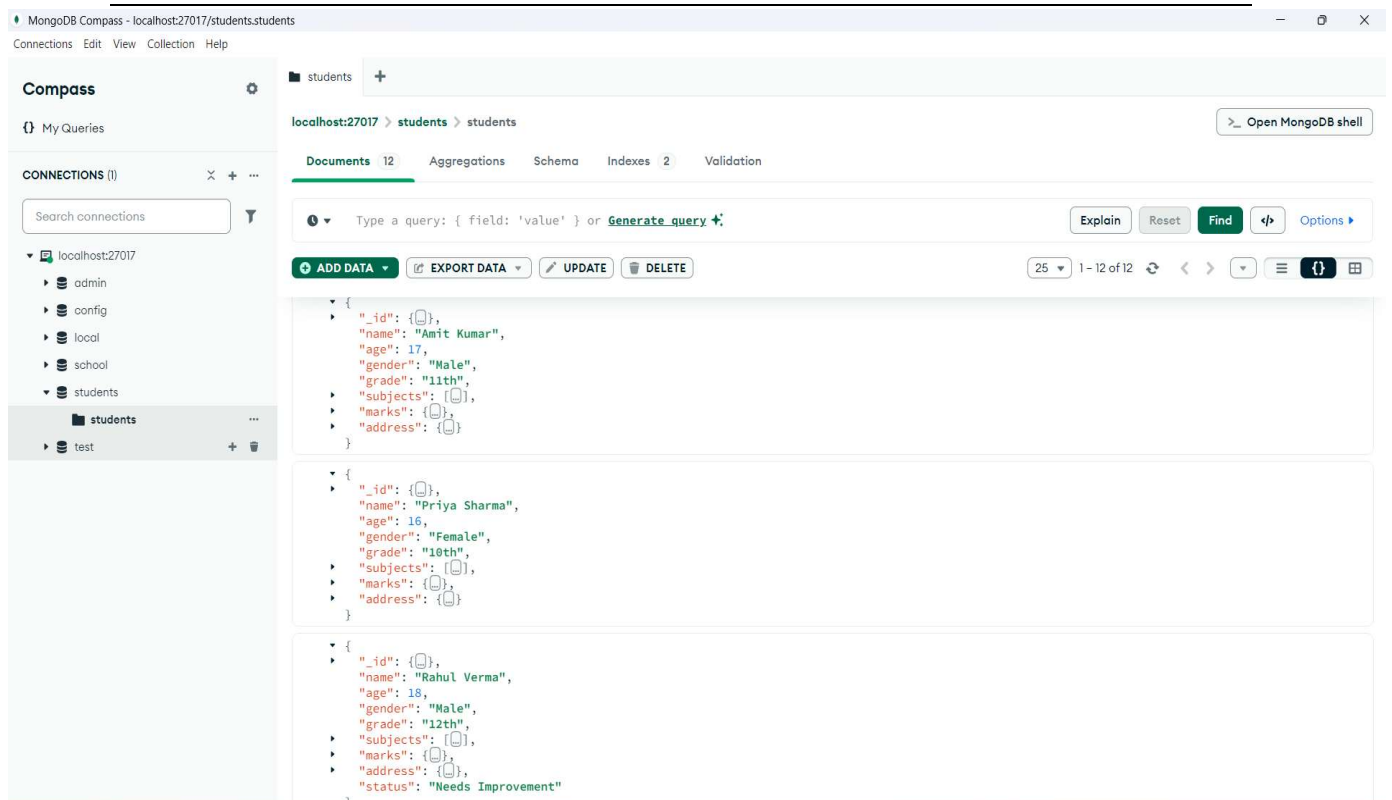 MongoDB Compass - localhost:27017/students.students
Connections Edit View Collection Help
Compass
{} My Queries
CONNECTIONS (1)
Search connections
localhost:27017
admin
config
local
school
students
students
test
students
localhost:27017 > students > students
>_ Open MongoDB shell
Documents 12 Aggregations Schema Indexes 2 Validation
Type a query: { field: 'value' } or Generate query
Explain Reset Find </> Options
ADD DATA EXPORT DATA UPDATE DELETE
25 1 – 12 of 12 {}
{
"_id": {…},
"name": "Amit Kumar",
"age": 17,
"gender": "Male",
"grade": "11th",
"subjects": […],
"marks": {…},
"address": {…}
}
{
"_id": {…},
"name": "Priya Sharma",
"age": 16,
"gender": "Female",
"grade": "10th",
"subjects": […],
"marks": {…},
"address": {…}
}
{
"_id": {…},
"name": "Rahul Verma",
"age": 18,
"gender": "Male",
"grade": "12th",
"subjects": […],
"marks": {…},
"address": {…},
"status": "Needs Improvement"
}